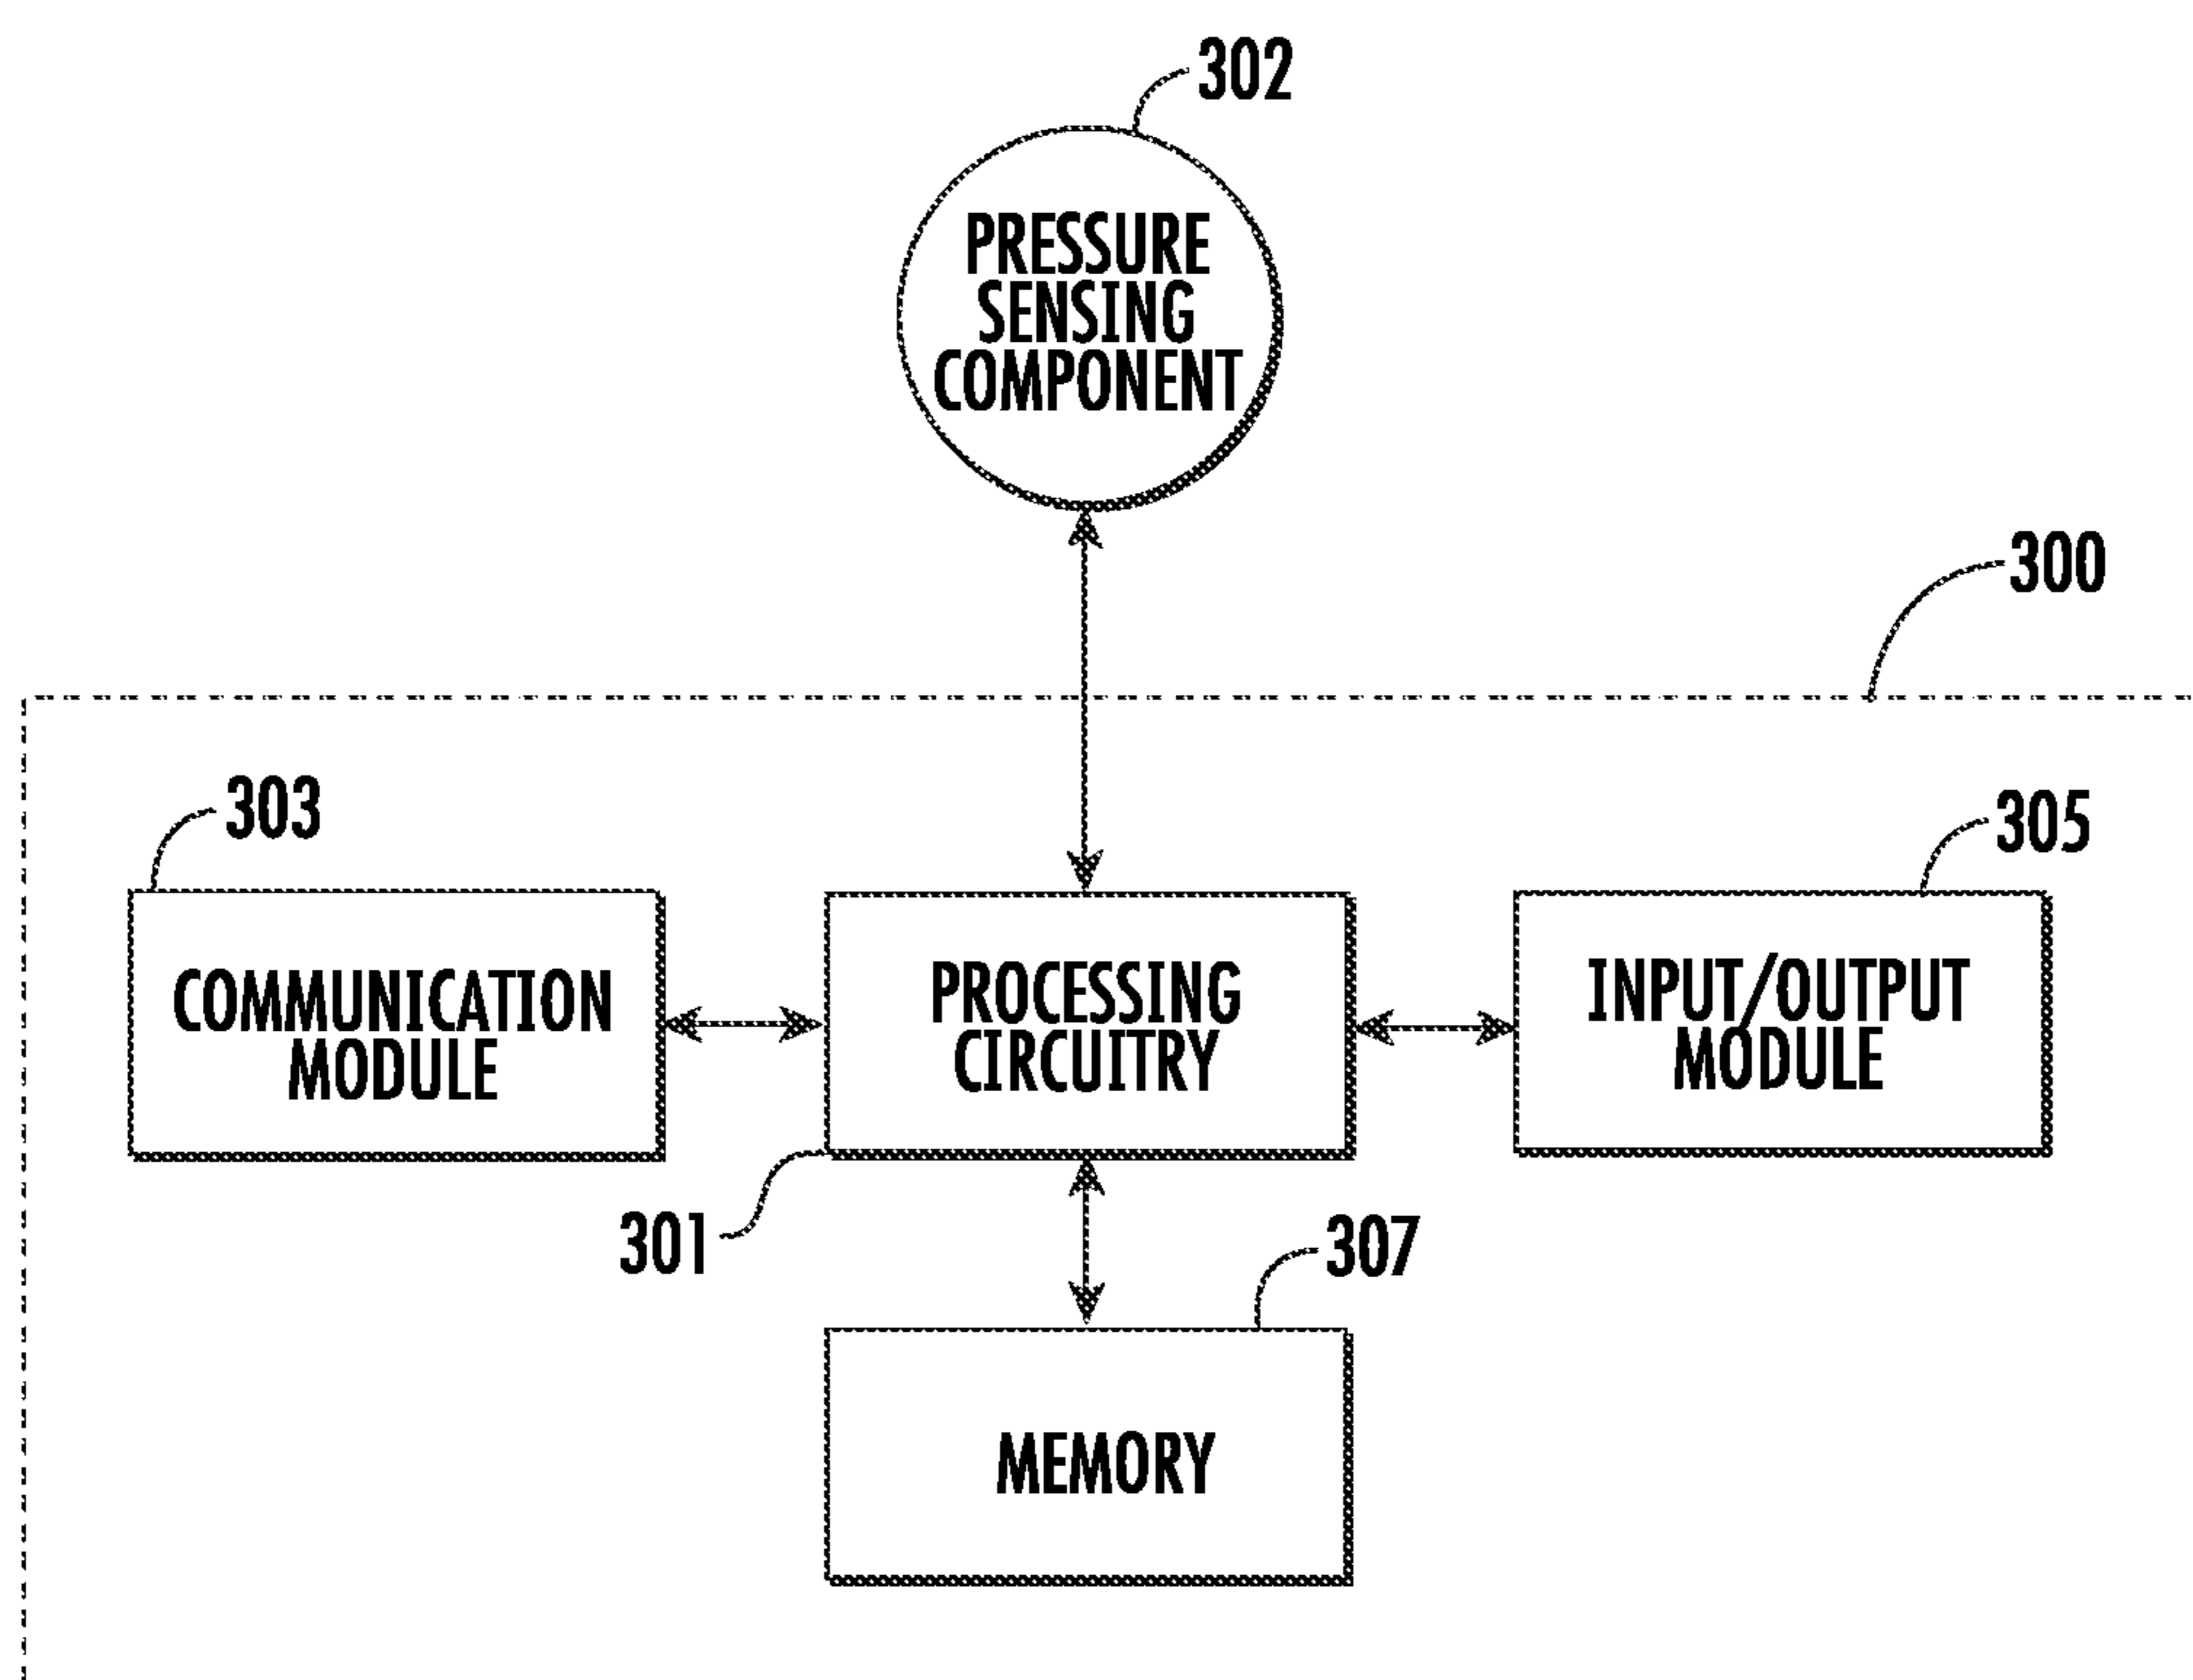 302
PRESSURE
SENSING
COMPONENT
300
303
305
COMMUNICATION
MODULE
PROCESSING
CIRCUITRY
INPUT/OUTPUT
MODULE
301
307
MEMORY